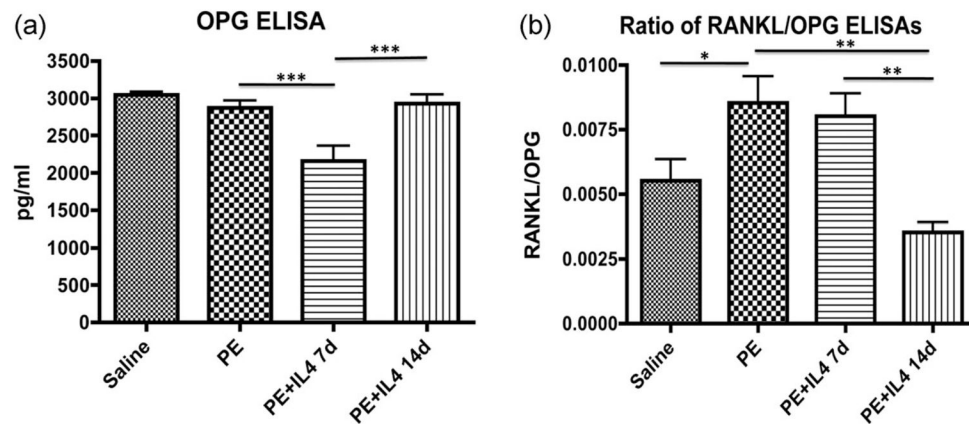 (a)
OPG ELISA
3500
3000
2500
2000
1500
1000
500
0
pg/ml
***
***
Saline
PE
PE+IL4 7d
PE+IL4 14d
(b)
Ratio of RANKL/OPG ELISAs
0.0100
0.0075
0.0050
0.0025
0.0000
RANKL/OPG
*
**
**
Saline
PE
PE+IL4 7d
PE+IL4 14d